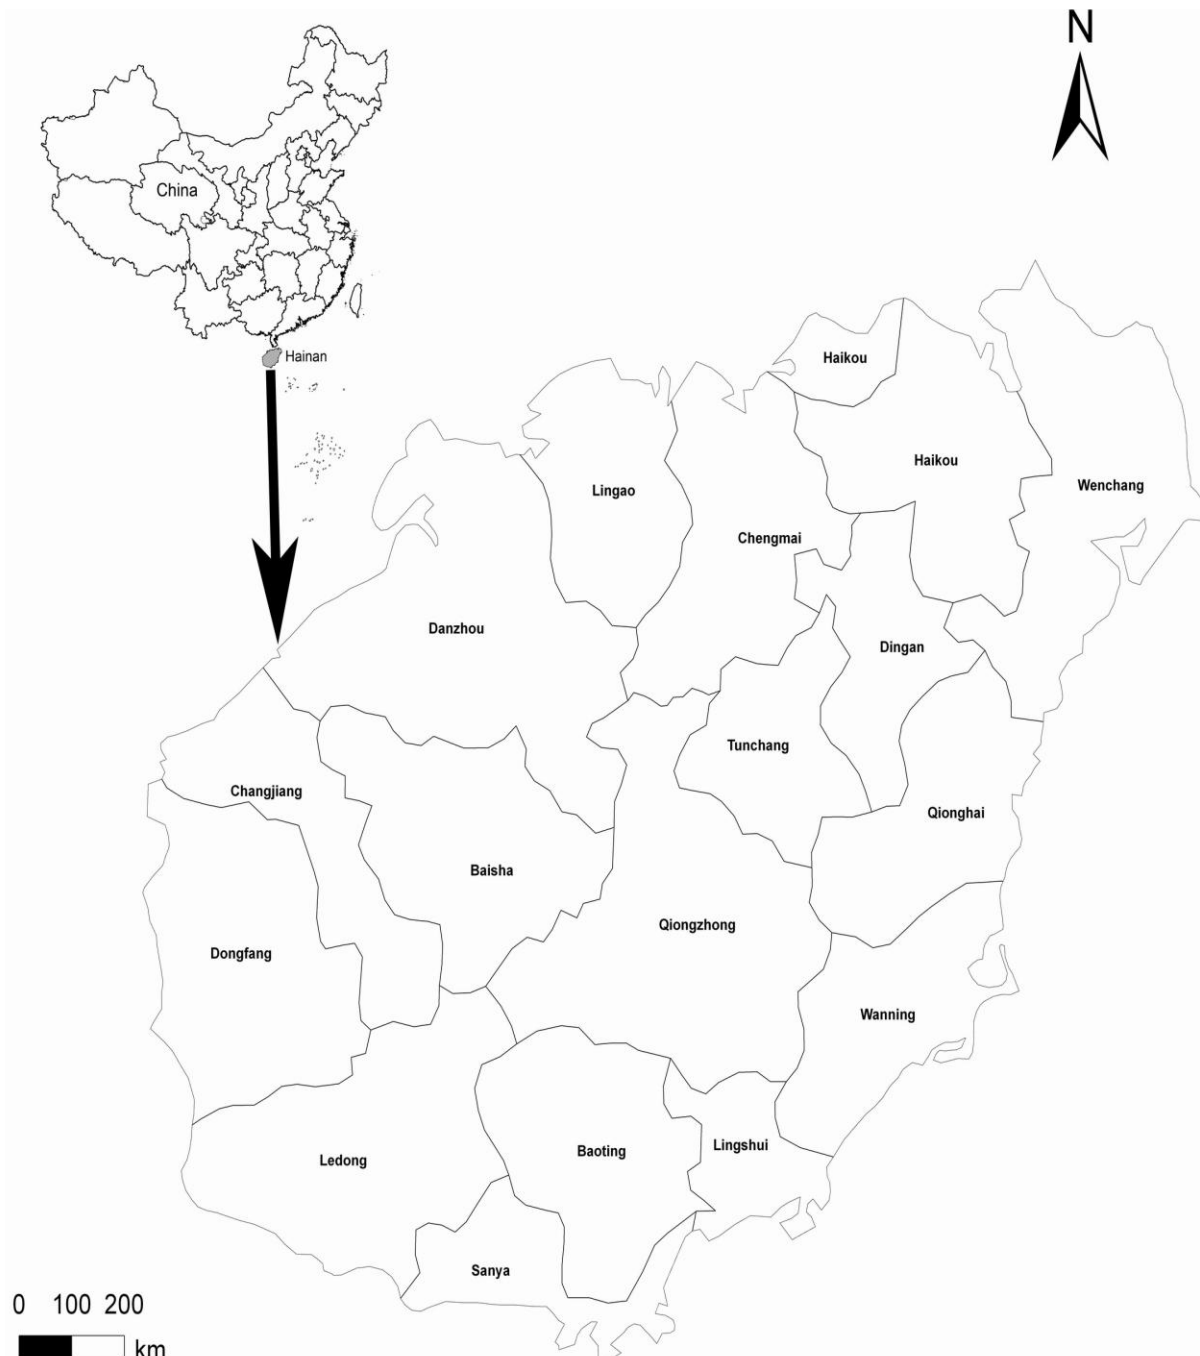 N
China
Hainan
Haikou
Haikou
Wenchang
Lingao
Chengmai
Danzhou
Dingan
Tunchang
Changjiang
Qionghai
Baisha
Qiongzhong
Dongfang
Wanning
Lingshui
Baoting
Ledong
Sanya
0 100 200
km